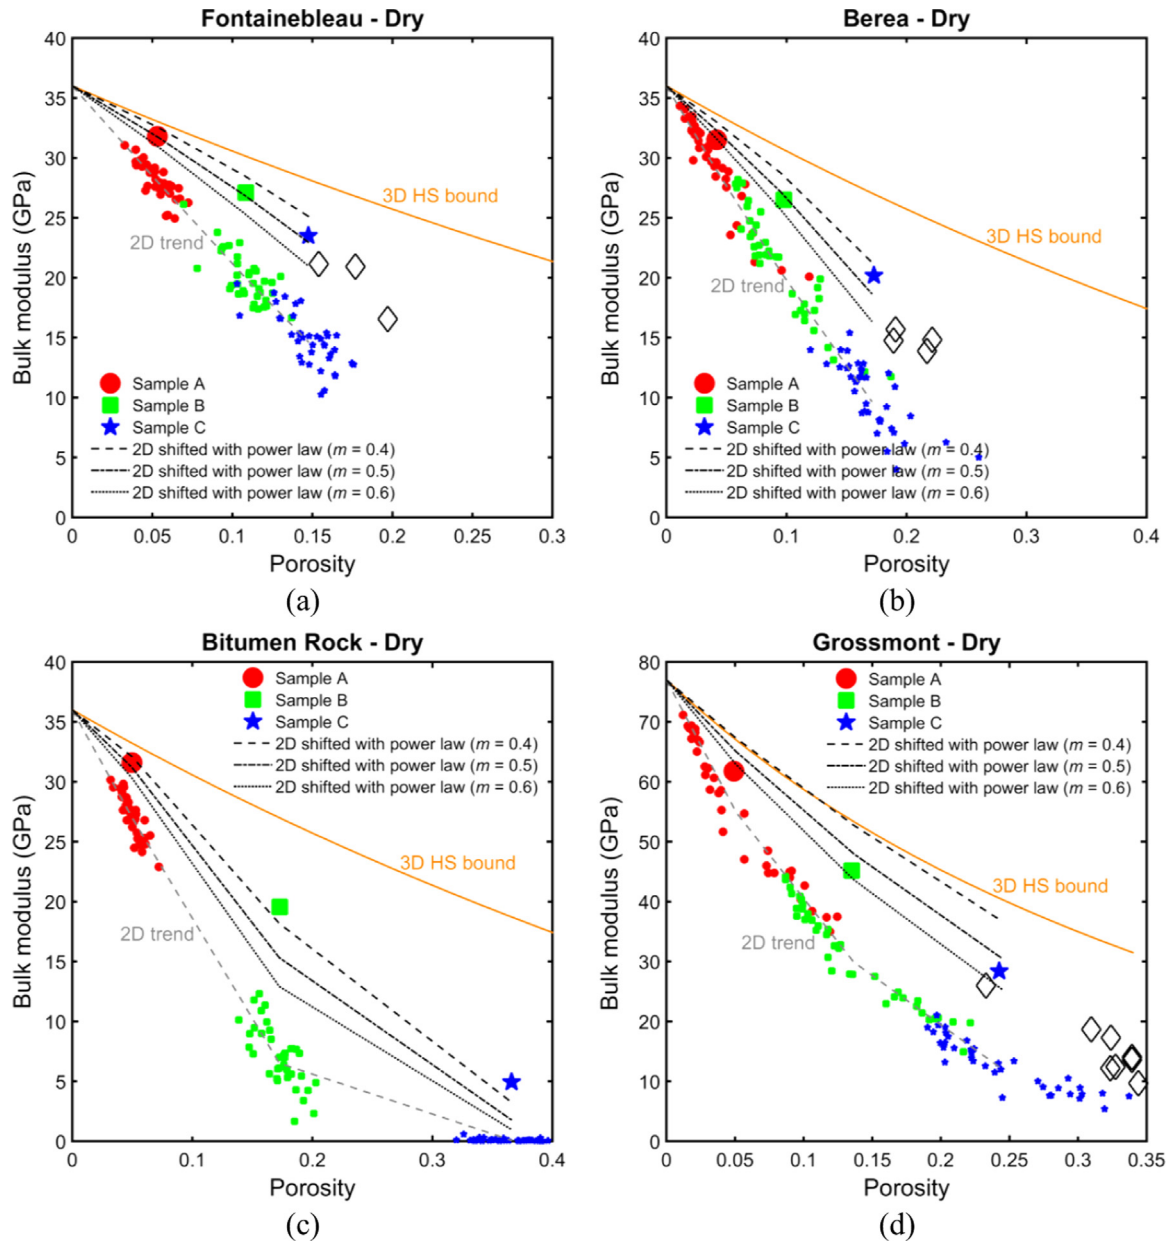 Fontainebleau - Dry
40
35
30
25
20
15
10
5
0
Bulk modulus (GPa)
3D HS bound
2D trend
Sample A
Sample B
Sample C
2D shifted with power law (m = 0.4)
2D shifted with power law (m = 0.5)
2D shifted with power law (m = 0.6)
0 0.05 0.1 0.15 0.2 0.25 0.3
Porosity
(a)
Berea - Dry
40
35
30
25
20
15
10
5
0
Bulk modulus (GPa)
3D HS bound
2D trend
Sample A
Sample B
Sample C
2D shifted with power law (m = 0.4)
2D shifted with power law (m = 0.5)
2D shifted with power law (m = 0.6)
0 0.1 0.2 0.3 0.4
Porosity
(b)
Bitumen Rock - Dry
40
35
30
25
20
15
10
5
0
Bulk modulus (GPa)
Sample A
Sample B
Sample C
2D shifted with power law (m = 0.4)
2D shifted with power law (m = 0.5)
2D shifted with power law (m = 0.6)
3D HS bound
2D trend
0 0.1 0.2 0.3 0.4
Porosity
(c)
Grossmont - Dry
80
70
60
50
40
30
20
10
0
Bulk modulus (GPa)
Sample A
Sample B
Sample C
2D shifted with power law (m = 0.4)
2D shifted with power law (m = 0.5)
2D shifted with power law (m = 0.6)
3D HS bound
2D trend
0 0.05 0.1 0.15 0.2 0.25 0.3 0.35
Porosity
(d)